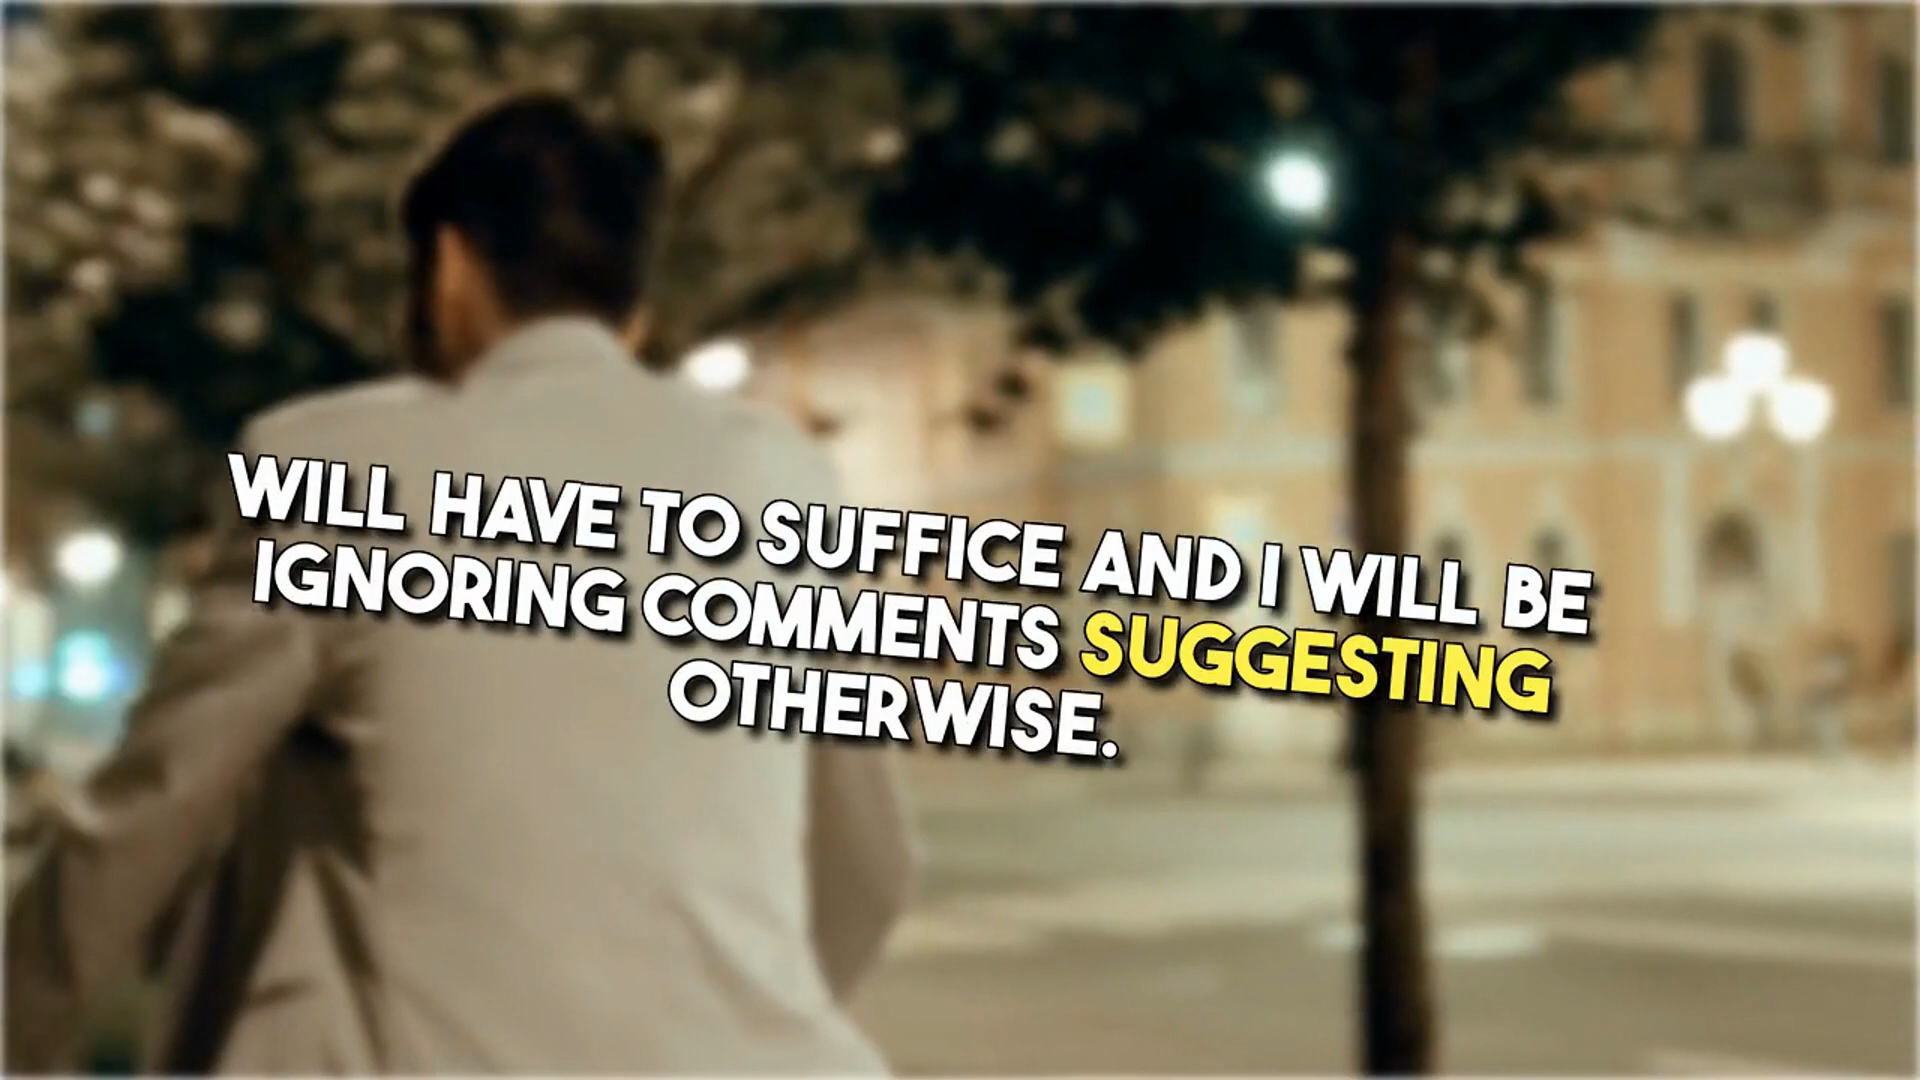 WILL HAVE TO SUFFICE AND I WILL BE
IGNORING COMMENTS SUGGESTING
OTHERWISE.